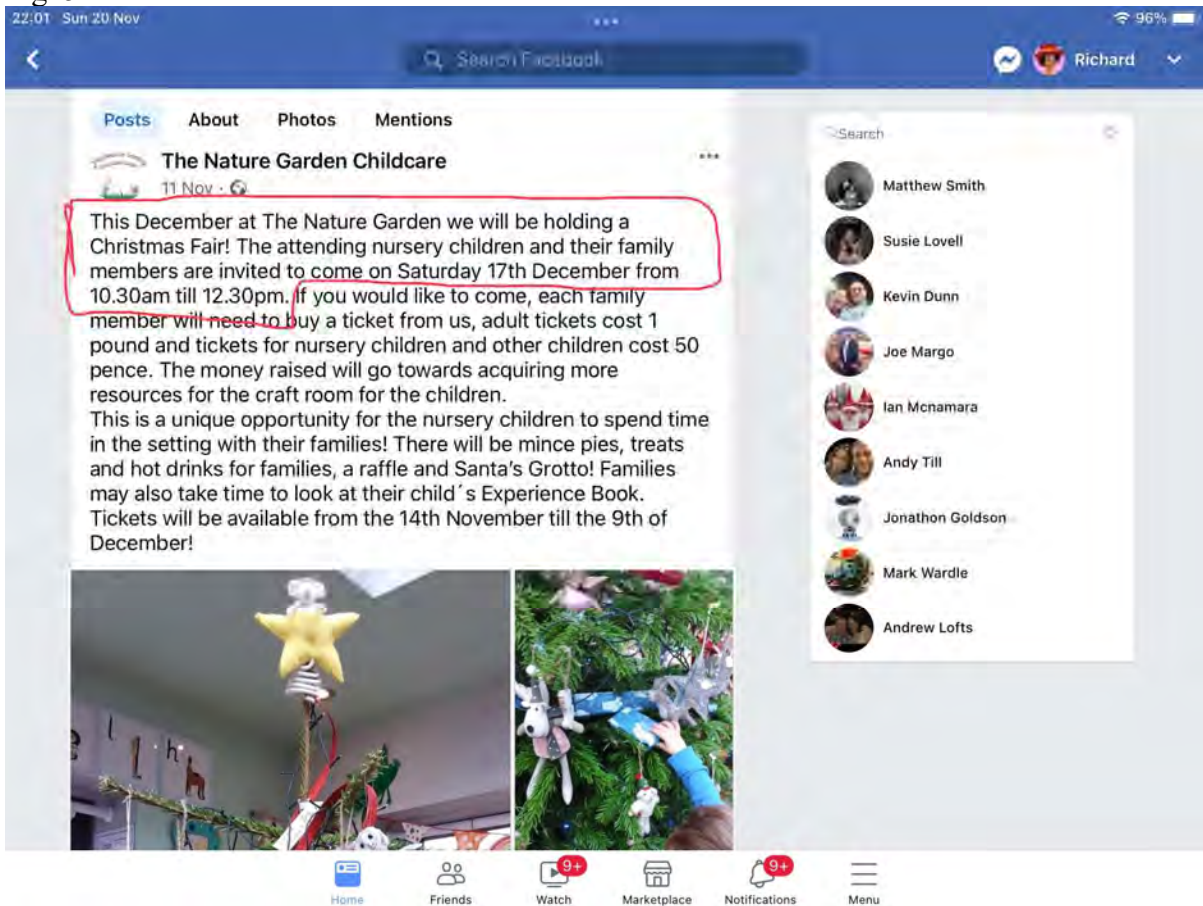 22:01 Sun 20 Nov
96%
Search Facebook
Richard
Posts About Photos Mentions
The Nature Garden Childcare
11 Nov ·
This December at The Nature Garden we will be holding a
Christmas Fair! The attending nursery children and their family
members are invited to come on Saturday 17th December from
10.30am till 12.30pm. If you would like to come, each family
member will need to buy a ticket from us, adult tickets cost 1
pound and tickets for nursery children and other children cost 50
pence. The money raised will go towards acquiring more
resources for the craft room for the children.
This is a unique opportunity for the nursery children to spend time
in the setting with their families! There will be mince pies, treats
and hot drinks for families, a raffle and Santa's Grotto! Families
may also take time to look at their child´s Experience Book.
Tickets will be available from the 14th November till the 9th of
December!
Search
Matthew Smith
Susie Lovell
Kevin Dunn
Joe Margo
Ian Mcnamara
Andy Till
Jonathon Goldson
Mark Wardle
Andrew Lofts
l h
9+ 9+
Home Friends Watch Marketplace Notifications Menu